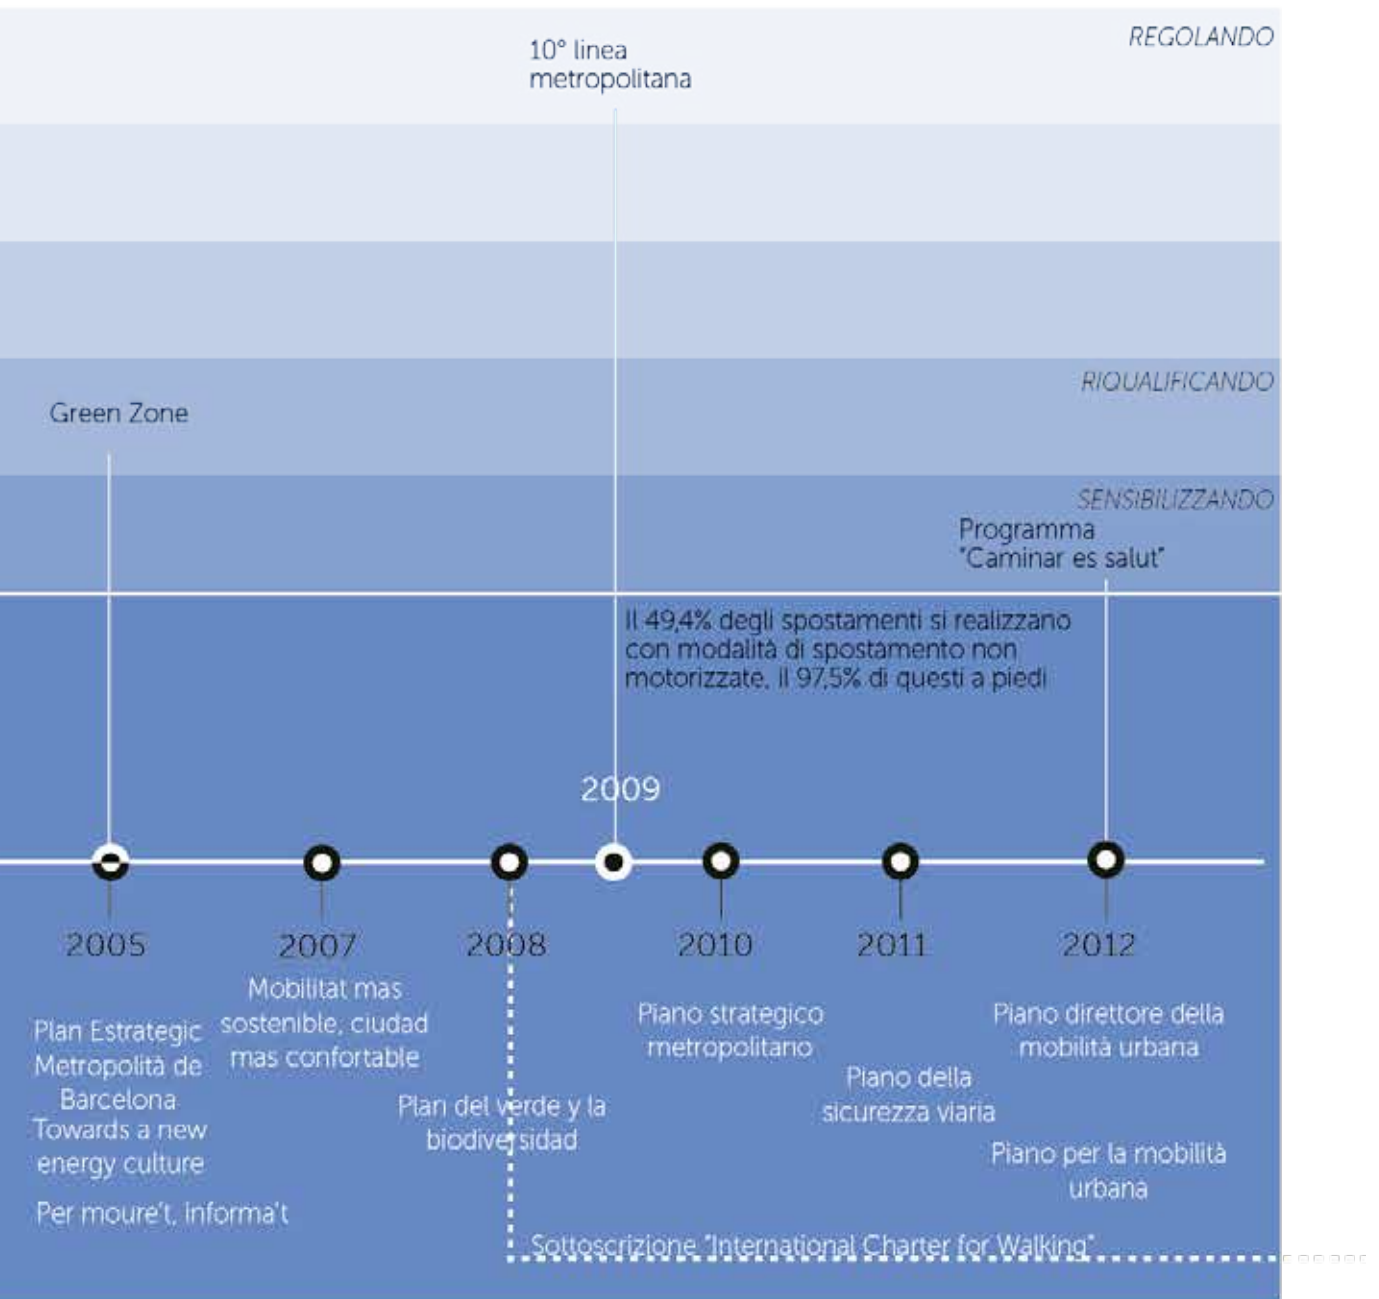 REGOLANDO
10° linea
metropolitana
RIQUALIFICANDO
Green Zone
SENSIBILIZZANDO
Programma
"Caminar es salut"
Il 49,4% degli spostamenti si realizzano
con modalità di spostamento non
motorizzate, il 97,5% di questi a piedi
2009
2005
2007
2008
2010
2011
2012
Plan Estrategic
Metropolità de
Barcelona
Towards a new
energy culture
Per moure't, informa't
Mobilitat mas
sostenible, ciudad
mas confortable
Plan del verde y la
biodiversidad
Sottoscrizione "International Charter for Walking"
Piano strategico
metropolitano
Piano della
sicurezza viaria
Piano direttore della
mobilità urbana
Piano per la mobilità
urbana